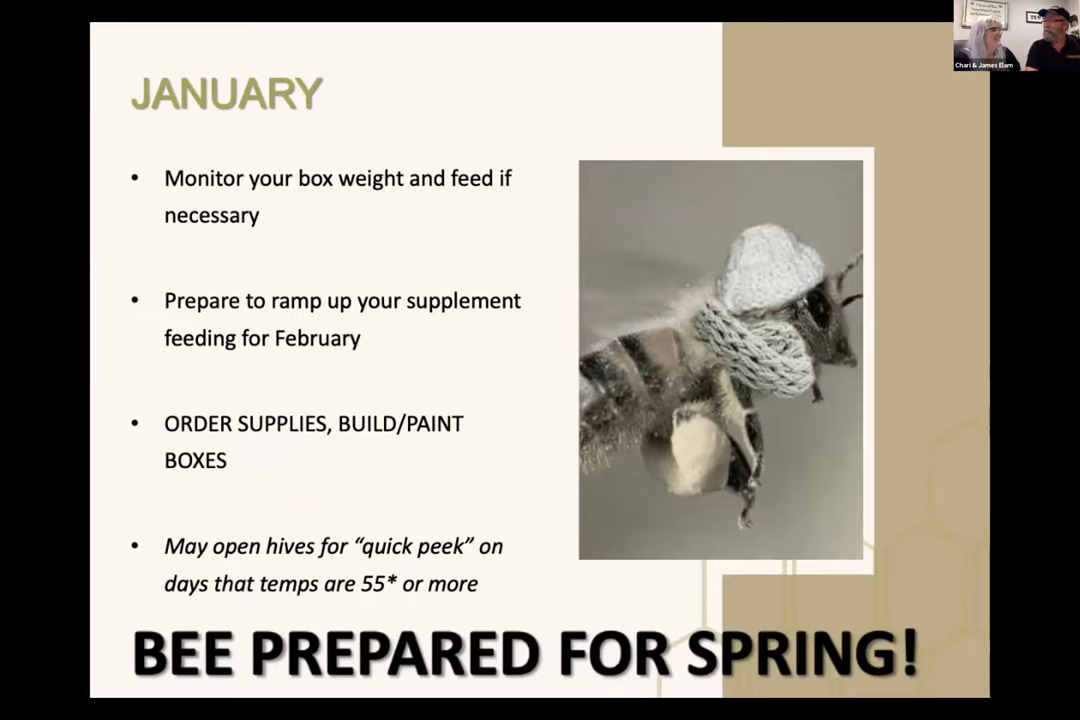 Chari & James Elam
JANUARY
• Monitor your box weight and feed if
necessary
• Prepare to ramp up your supplement
feeding for February
• ORDER SUPPLIES, BUILD/PAINT
BOXES
• May open hives for “quick peek” on
days that temps are 55* or more
BEE PREPARED FOR SPRING!